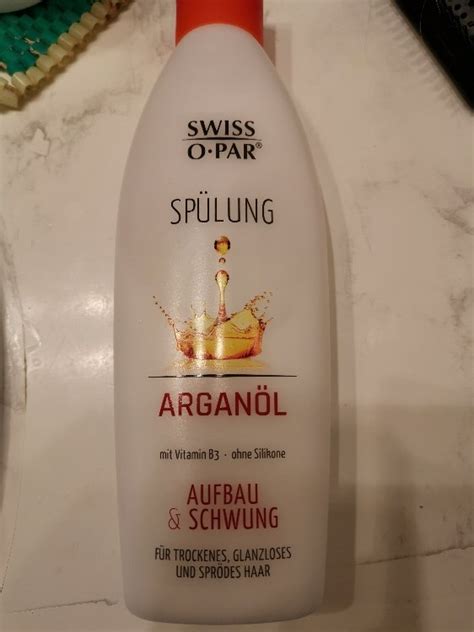 SWISS
O·PAR®
SPÜLUNG
ARGANÖL
mit Vitamin B3 · ohne Silikone
AUFBAU
& SCHWUNG
FÜR TROCKENES, GLANZLOSES
UND SPRÖDES HAAR